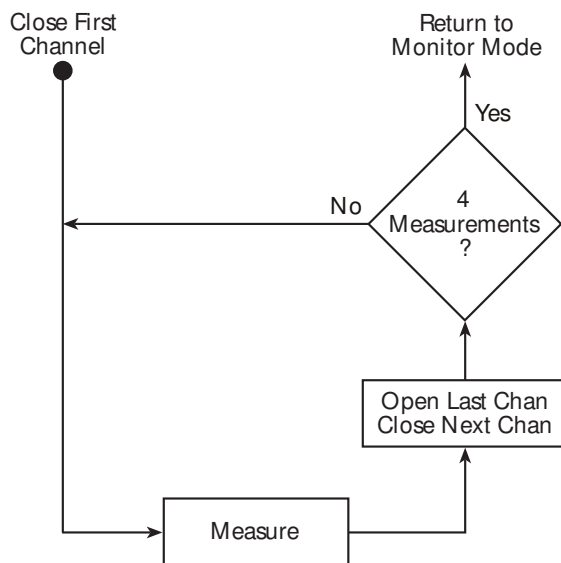 Close First
Channel
Return to
Monitor Mode
Yes
No
4
Measurements
?
Open Last Chan
Close Next Chan
Measure